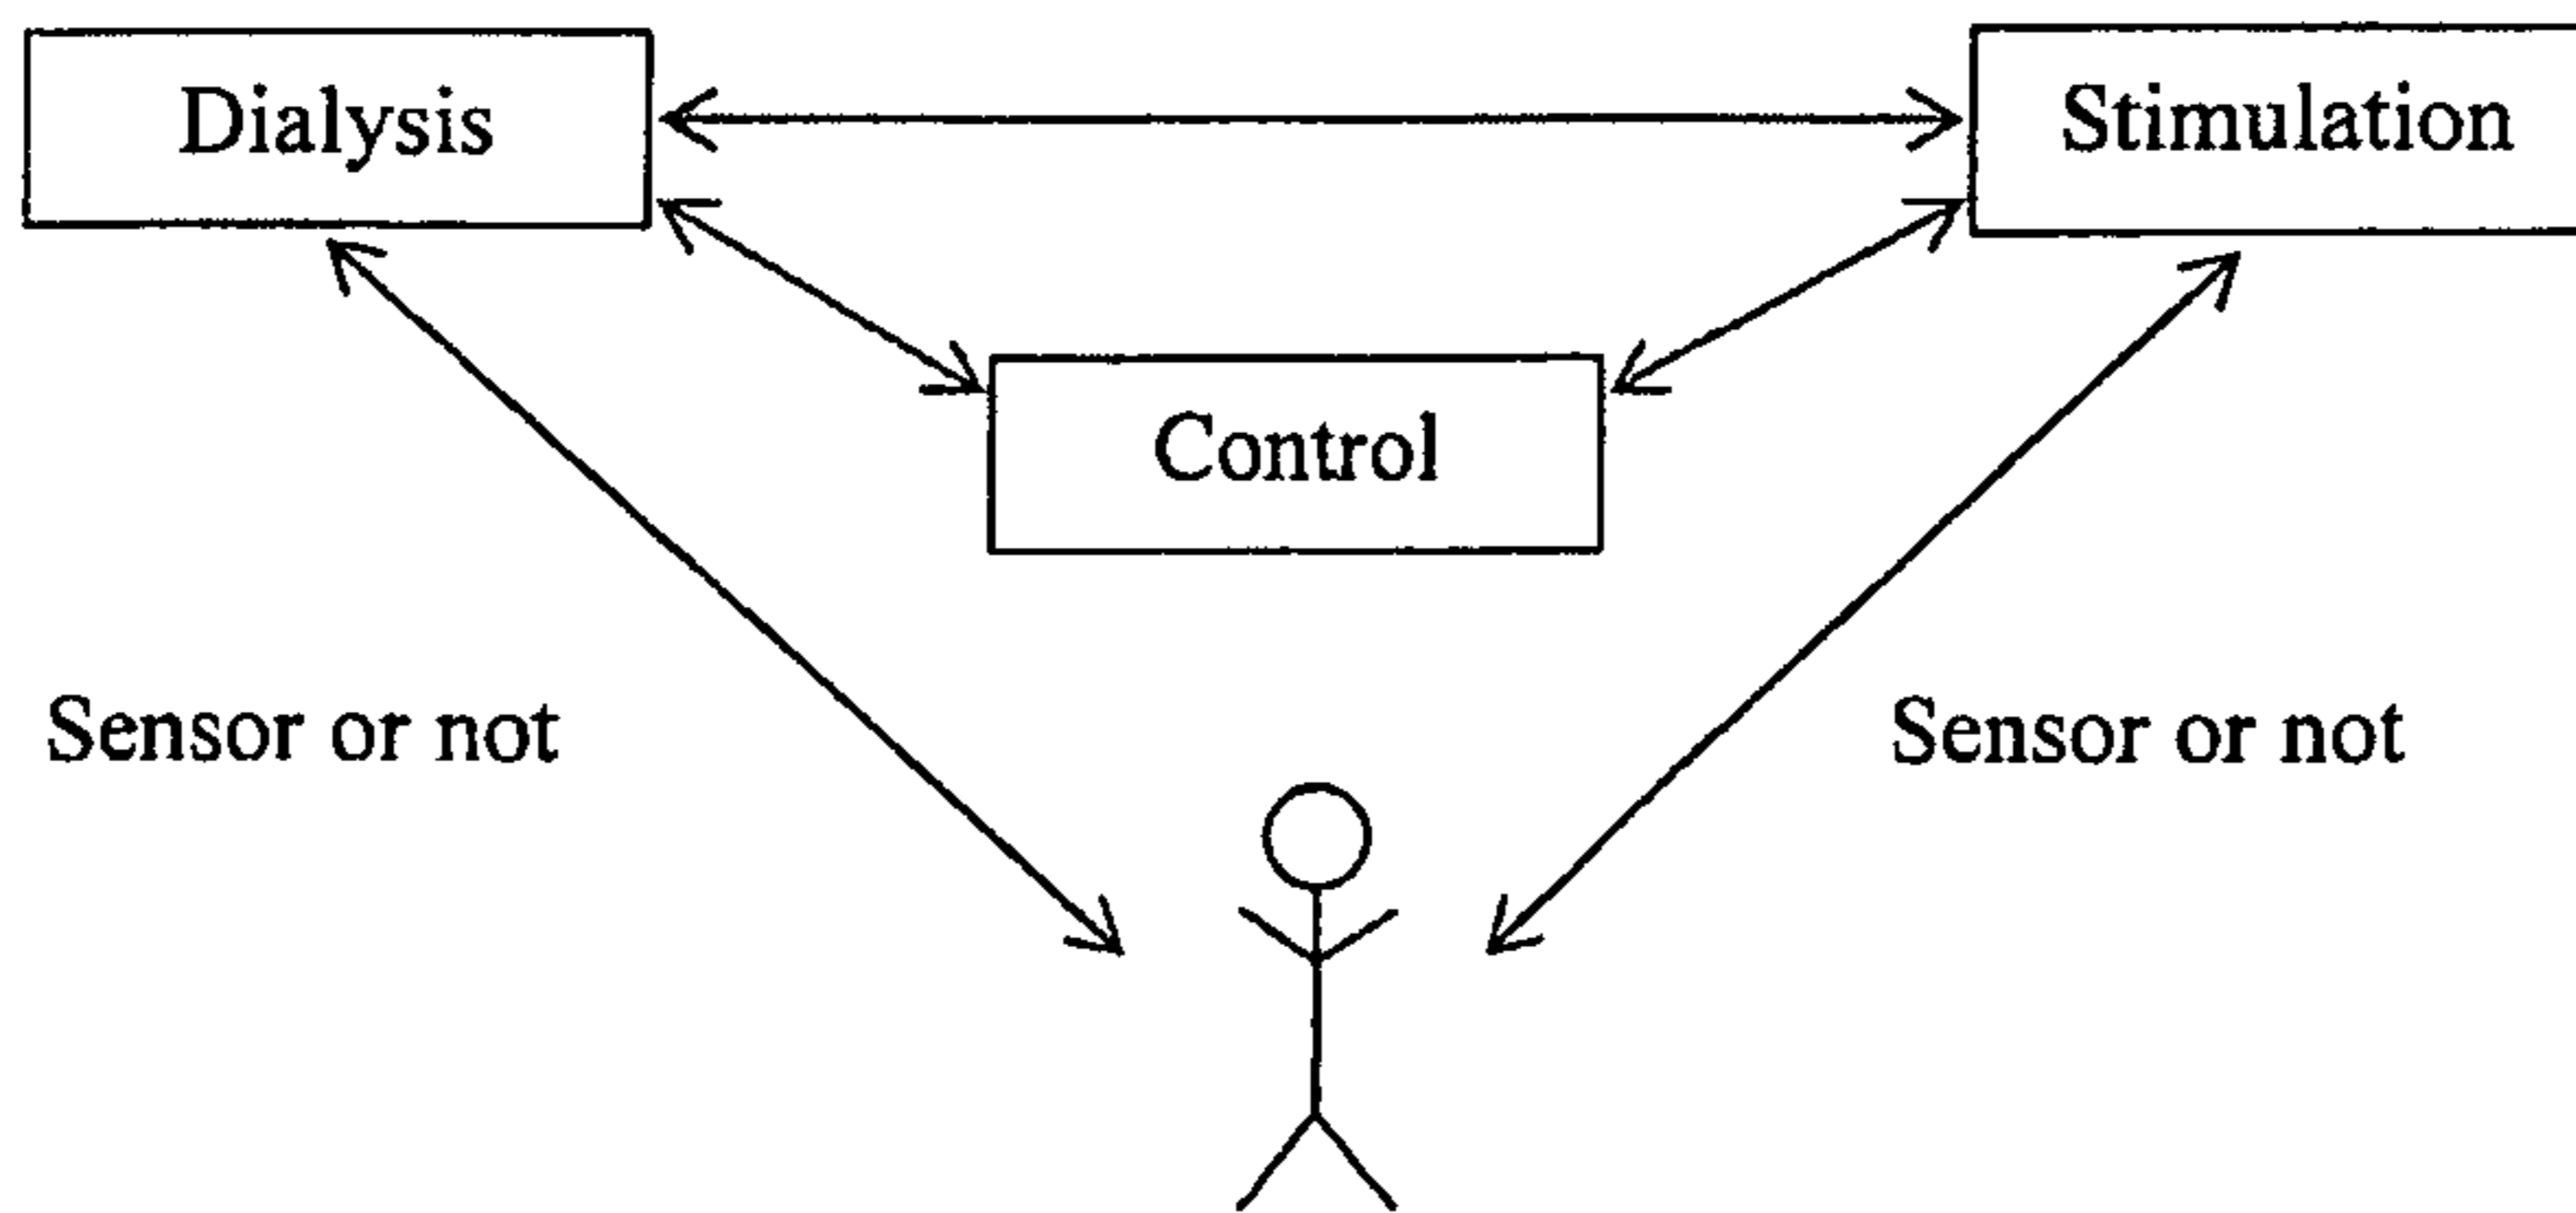 Dialysis
Stimulation
Control
Sensor or not
Sensor or not